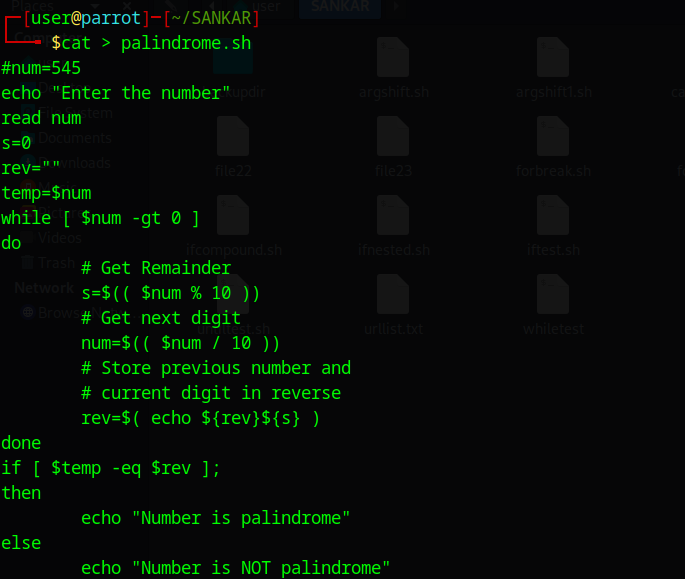 Places user SANKAR
┌─[user@parrot]─[~/SANKAR]
└──╼ $cat > palindrome.sh
#num=545
echo "Enter the number"
read num
s=0
rev=""
temp=$num
while [ $num -gt 0 ]
do
        # Get Remainder
        s=$(( $num % 10 ))
        # Get next digit
        num=$(( $num / 10 ))
        # Store previous number and
        # current digit in reverse
        rev=$( echo ${rev}${s} )
done
if [ $temp -eq $rev ];
then
        echo "Number is palindrome"
else
        echo "Number is NOT palindrome"
argshift.sh argshift1.sh
Documents
file22 file23 forbreak.sh
Videos
ifcompound.sh ifnested.sh iftest.sh
Trash
Network
urllist.txt whiletest